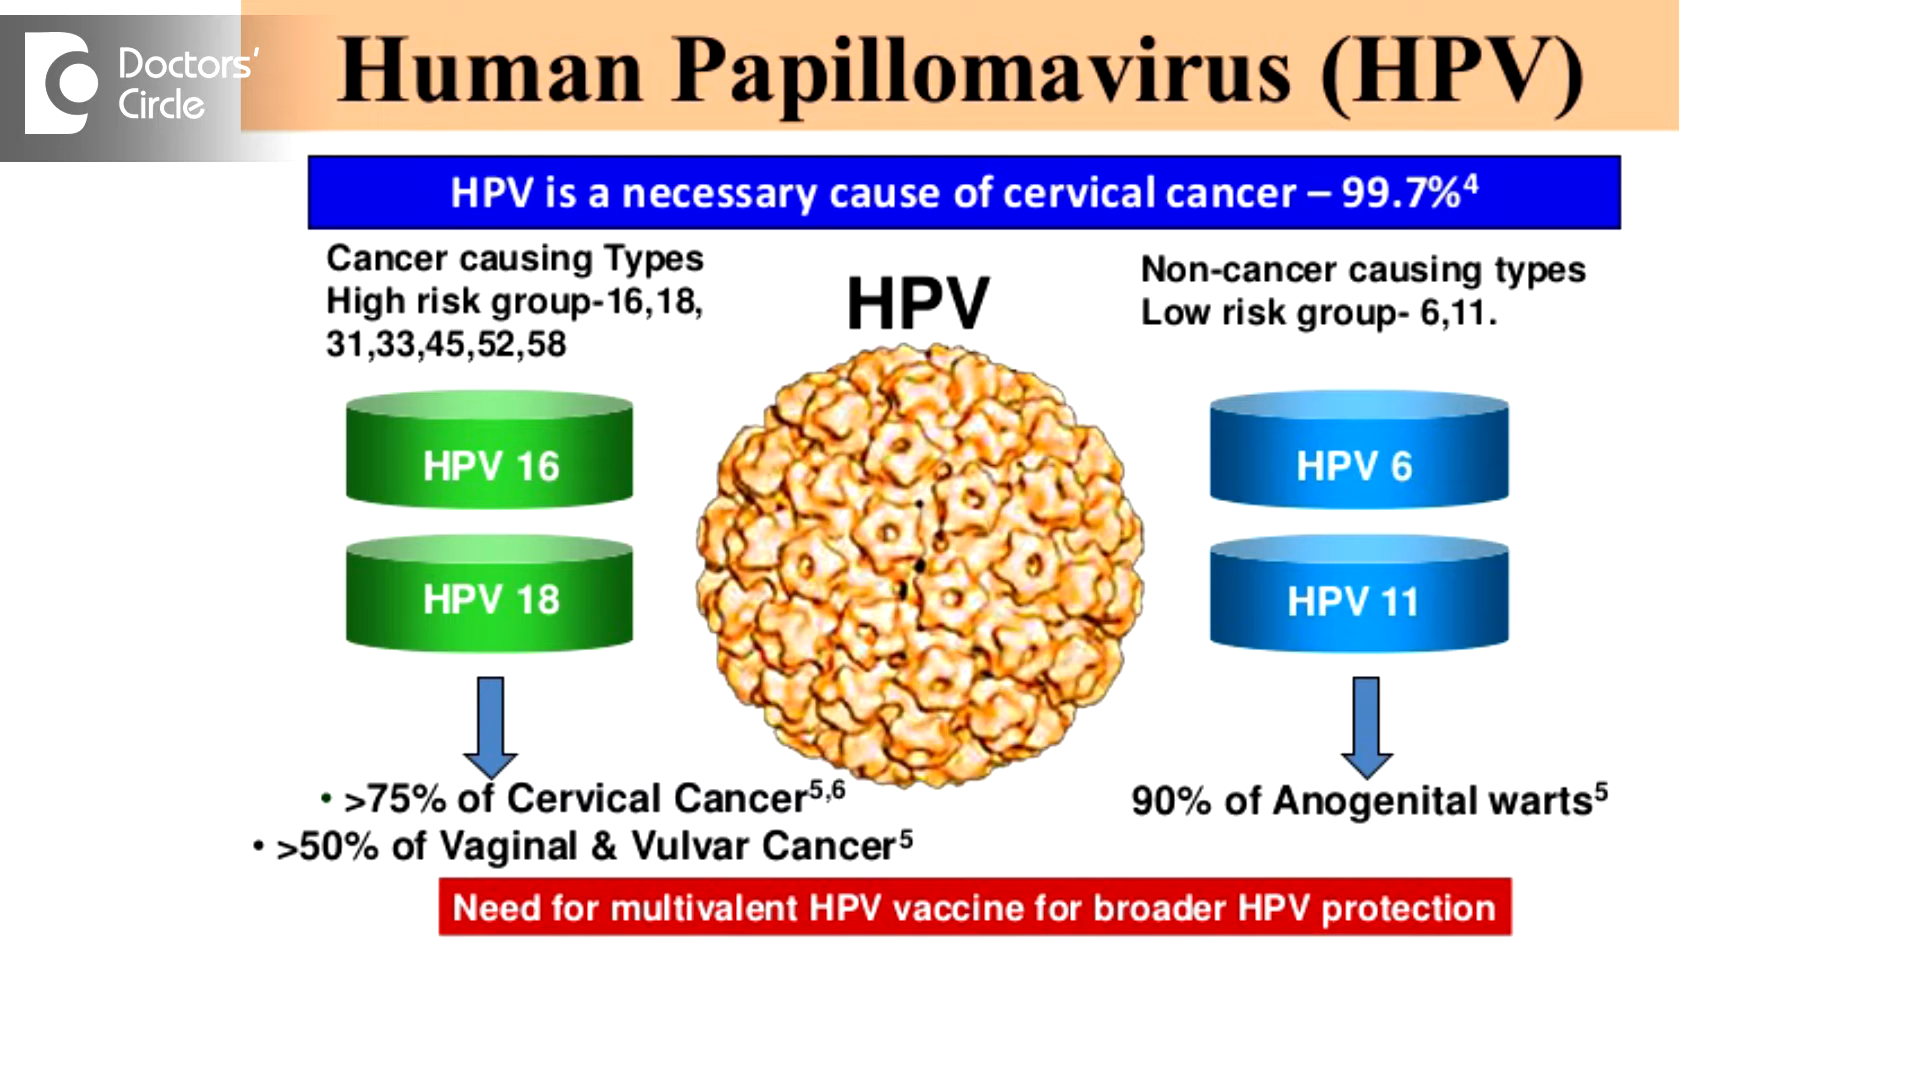 Doctors'
Circle
Human Papillomavirus (HPV)
HPV is a necessary cause of cervical cancer – 99.7%⁴
Cancer causing Types
High risk group-16,18,
31,33,45,52,58
HPV
Non-cancer causing types
Low risk group- 6,11.
HPV 16
HPV 18
HPV 6
HPV 11
• >75% of Cervical Cancer⁵,⁶
• >50% of Vaginal & Vulvar Cancer⁵
90% of Anogenital warts⁵
Need for multivalent HPV vaccine for broader HPV protection